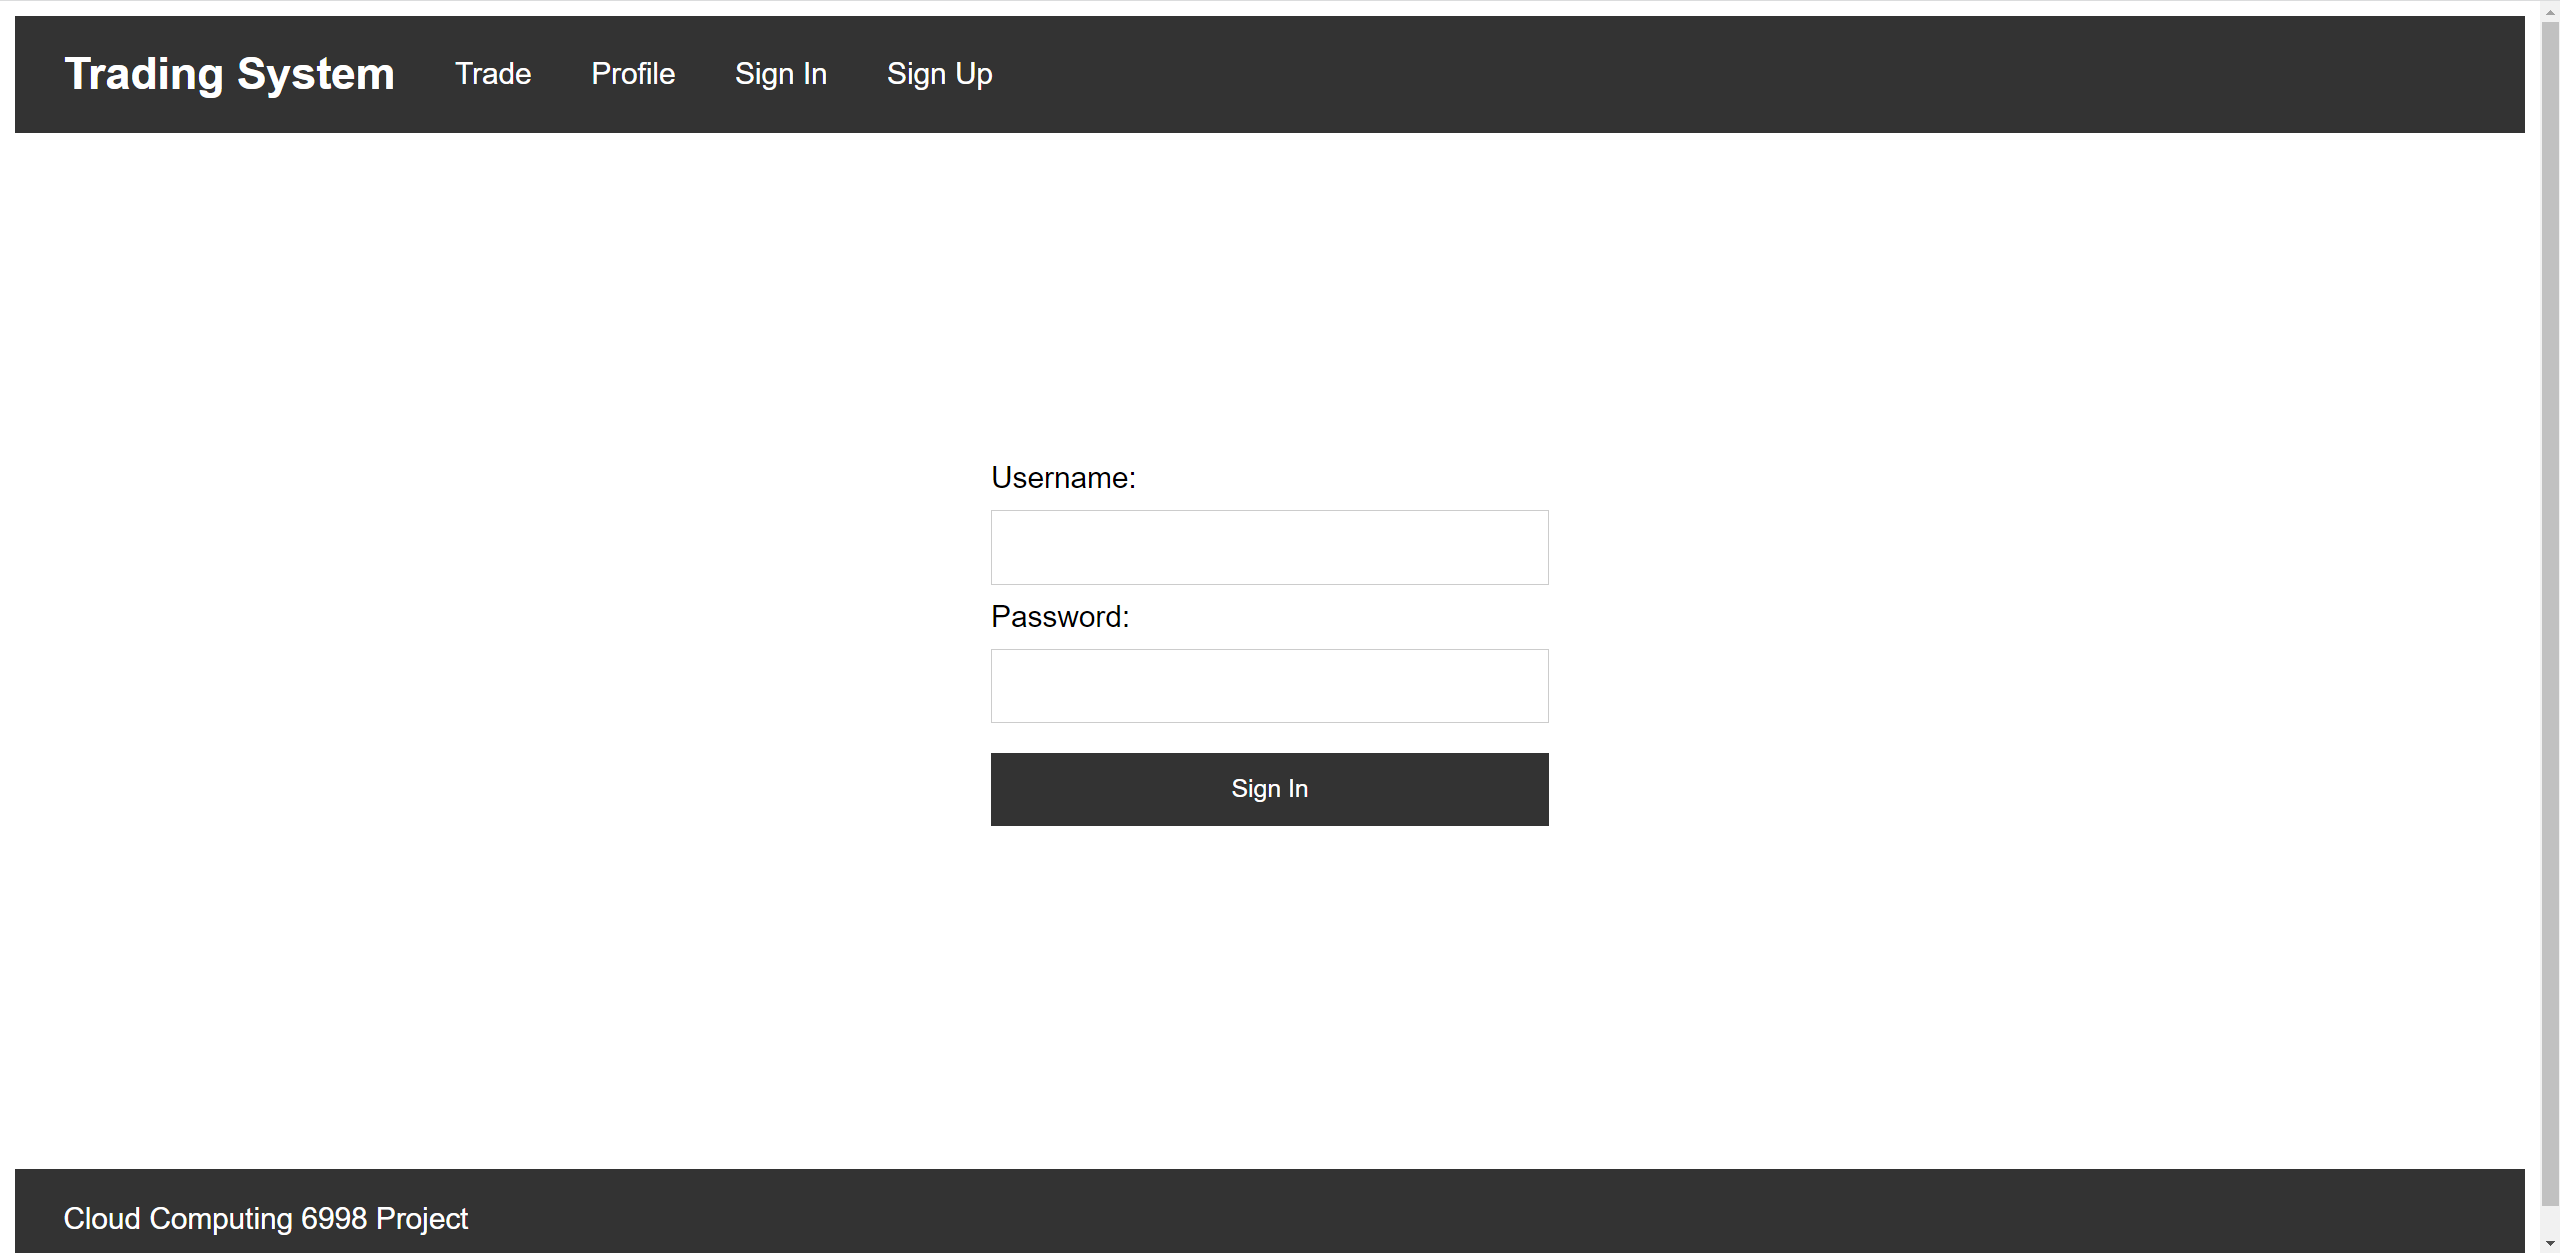 Trading System Trade Profile Sign In Sign Up
Username:
Password:
Sign In
Cloud Computing 6998 Project